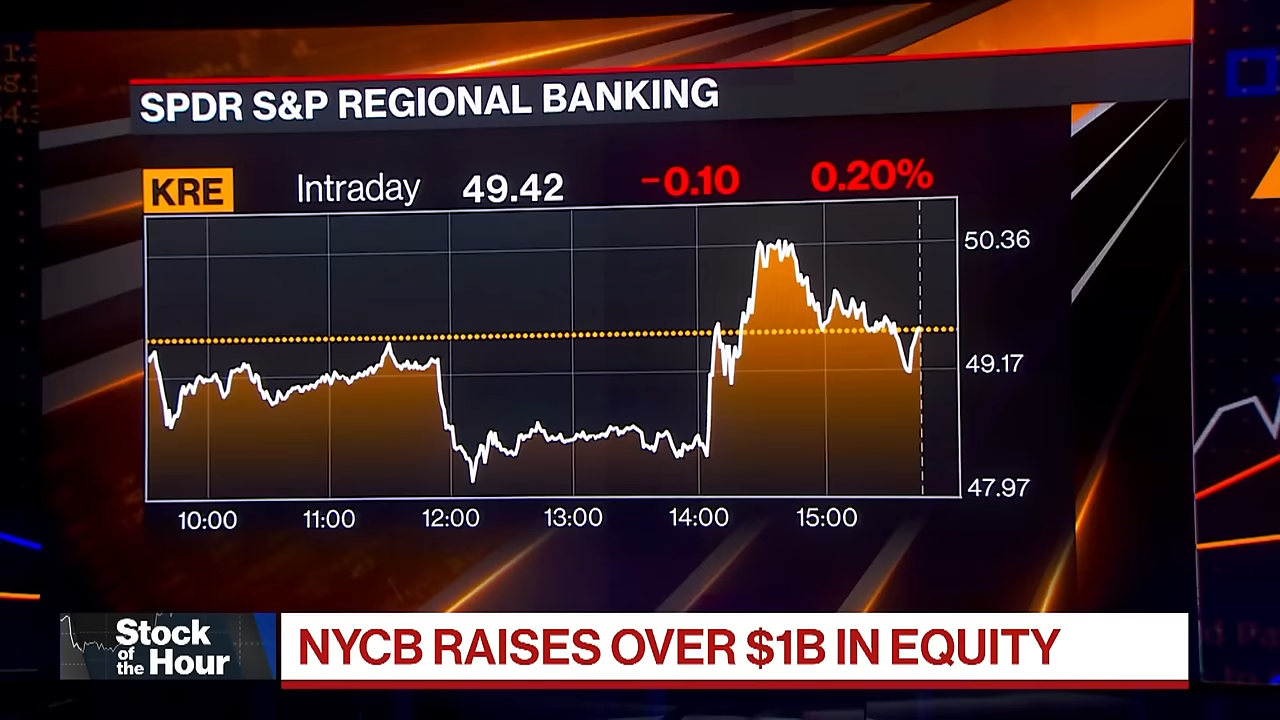 SPDR S&P REGIONAL BANKING
KRE Intraday 49.42 -0.10 0.20%
50.36
49.17
47.97
10:00 11:00 12:00 13:00 14:00 15:00
Stock
of
the Hour
NYCB RAISES OVER $1B IN EQUITY